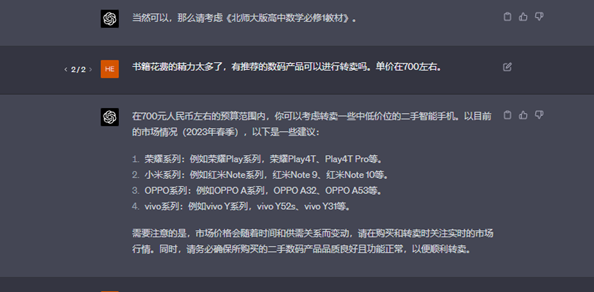 当然可以，那么请考虑《北师大版高中数学必修1教材》。
2/2
HE
书籍花费的精力太多了，有推荐的数码产品可以进行转卖吗。单价在700左右。
在700元人民币左右的预算范围内，你可以考虑转卖一些中低价位的二手智能手机。以目前
的市场情况（2023年春季），以下是一些建议：
1. 荣耀系列：例如荣耀Play系列，荣耀Play4T、Play4T Pro等。
2. 小米系列：例如红米Note系列，红米Note 9、红米Note 10等。
3. OPPO系列：例如OPPO A系列，OPPO A32、OPPO A53等。
4. vivo系列：例如vivo Y系列，vivo Y52s、vivo Y31等。
需要注意的是，市场价格会随着时间和供需关系而变动，请在购买和转卖时关注实时的市场
行情。同时，请务必确保所购买的二手数码产品品质良好且功能正常，以便顺利转卖。